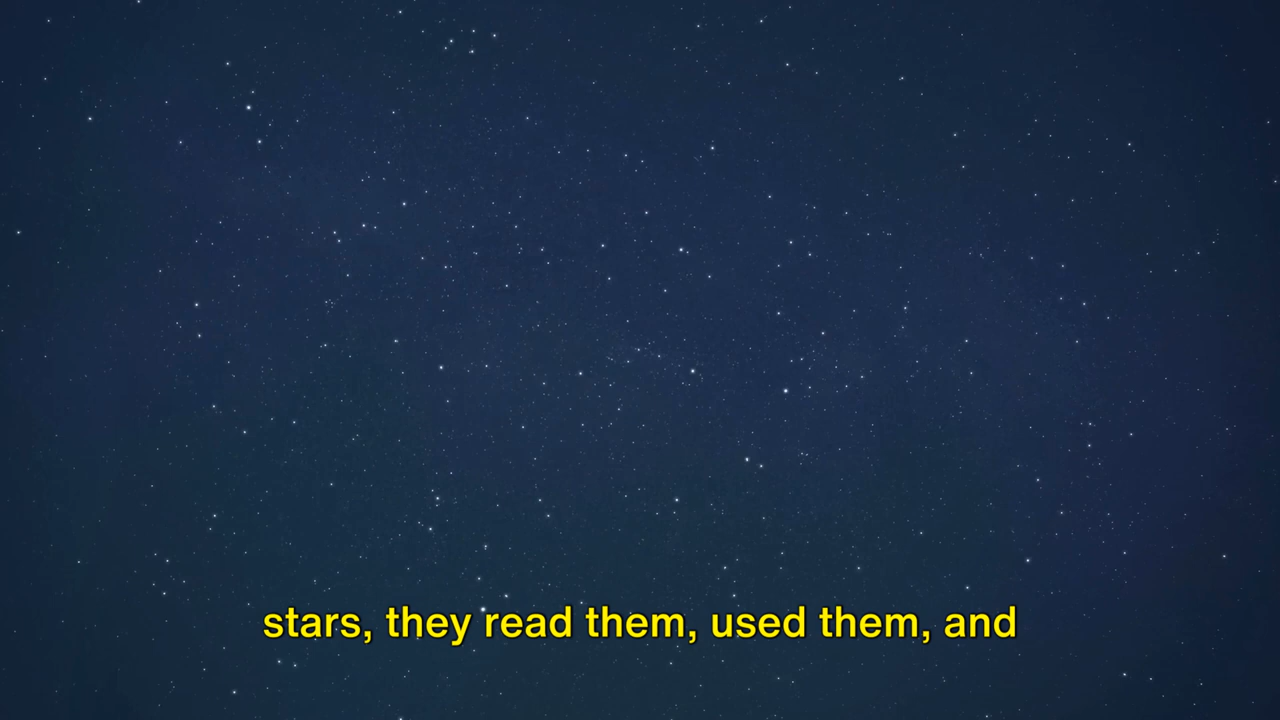 stars, they read them, used them, and